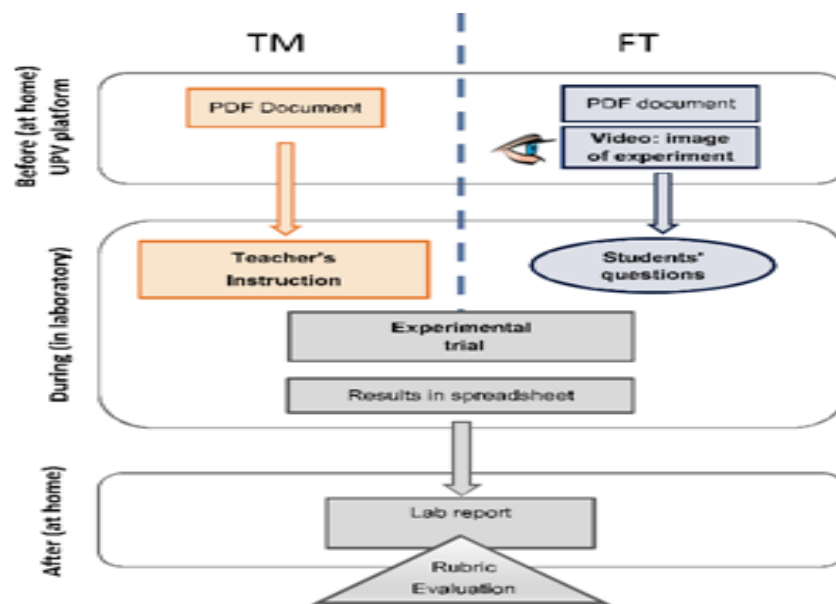 TM
FT
Before (at home)
UPV platform
PDF Document
PDF document
Video: image
of experiment
During (in laboratory)
Teacher's
Instruction
Students'
questions
Experimental
trial
Results in spreadsheet
After (at home)
Lab report
Rubric
Evaluation